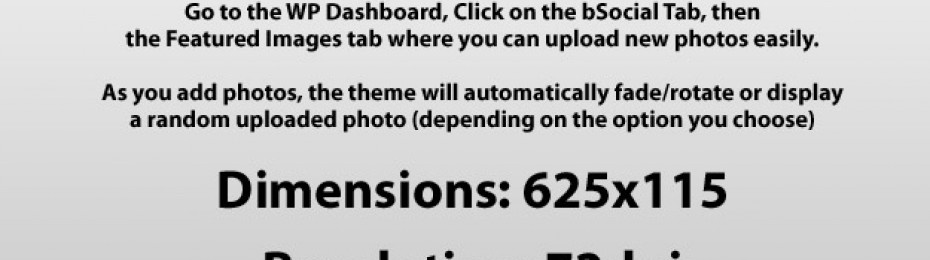 Go to the WP Dashboard, Click on the bSocial Tab, then
the Featured Images tab where you can upload new photos easily.
As you add photos, the theme will automatically fade/rotate or display
a random uploaded photo (depending on the option you choose)
Dimensions: 625x115